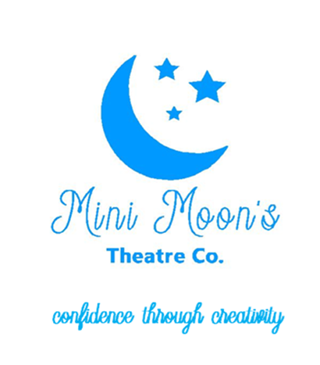 Mini Moon's
Theatre Co.
confidence through creativity